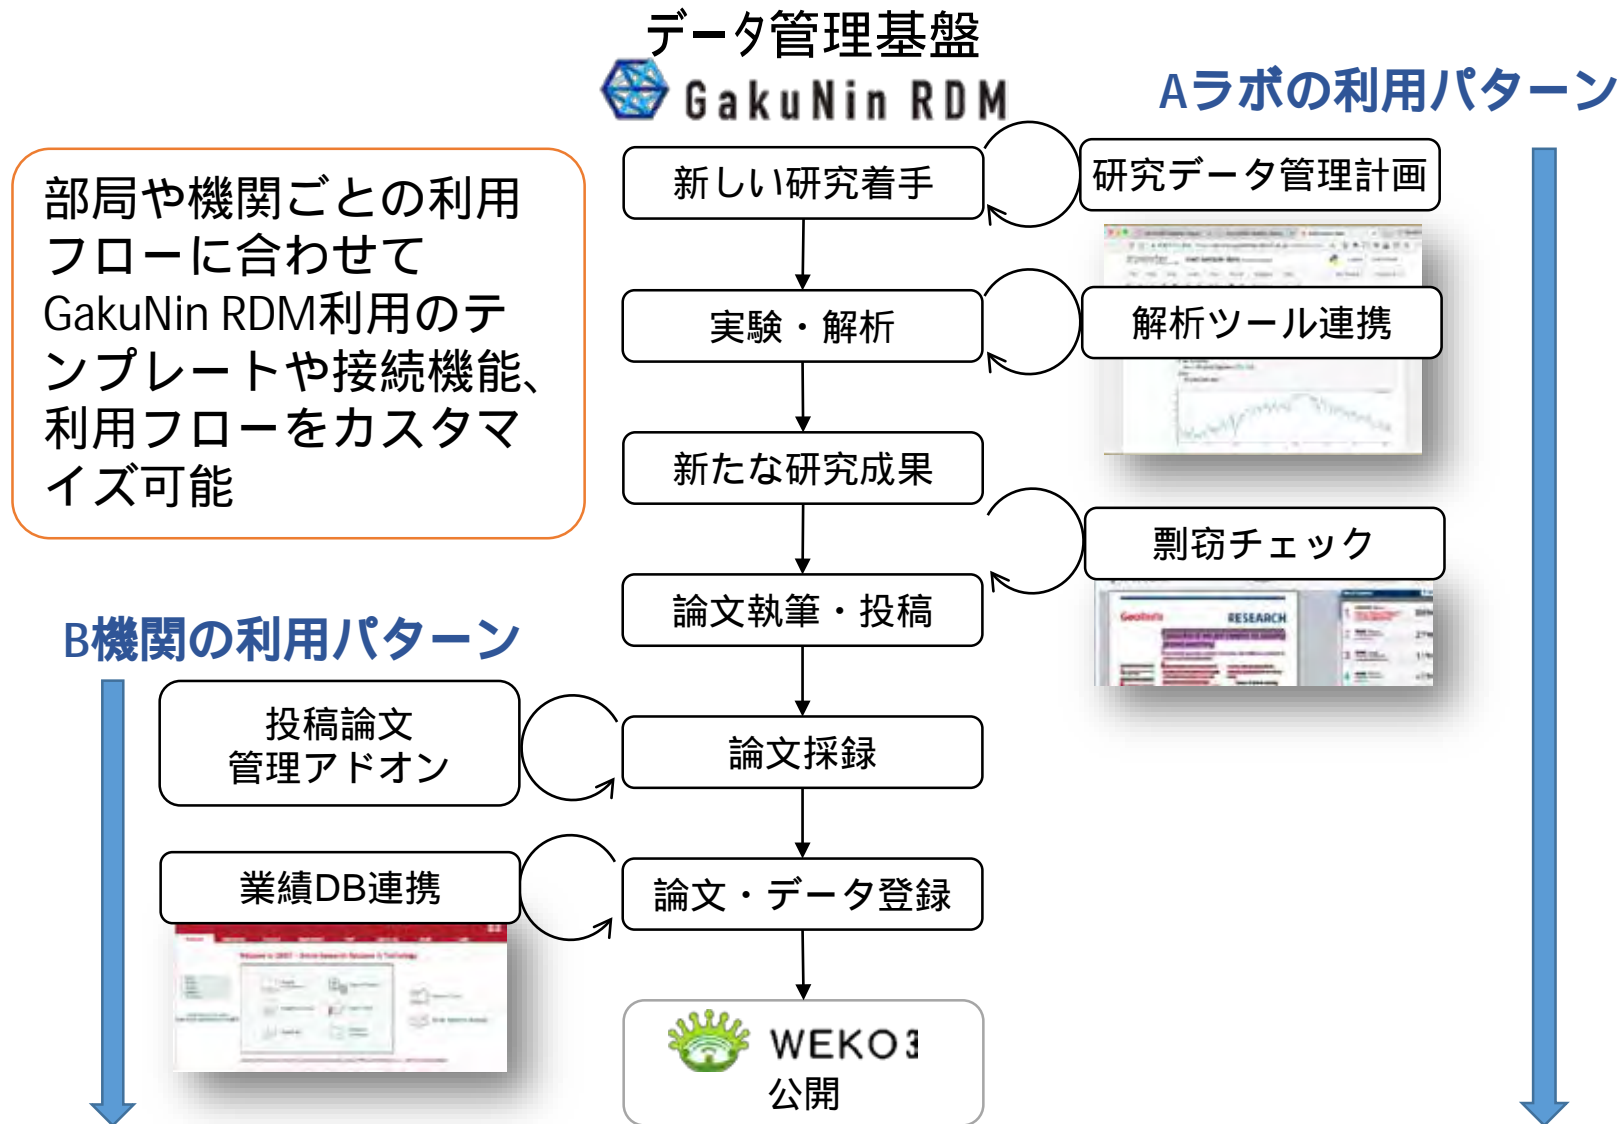 データ管理基盤
GakuNin RDM
Aラボの利用パターン
部局や機関ごとの利用
フローに合わせて
GakuNin RDM利用のテ
ンプレートや接続機能、
利用フローをカスタマ
イズ可能
新しい研究着手
研究データ管理計画
実験・解析
解析ツール連携
新たな研究成果
剽窃チェック
論文執筆・投稿
RESEARCH
B機関の利用パターン
投稿論文
管理アドオン
論文採録
業績DB連携
論文・データ登録
WEKO3
公開